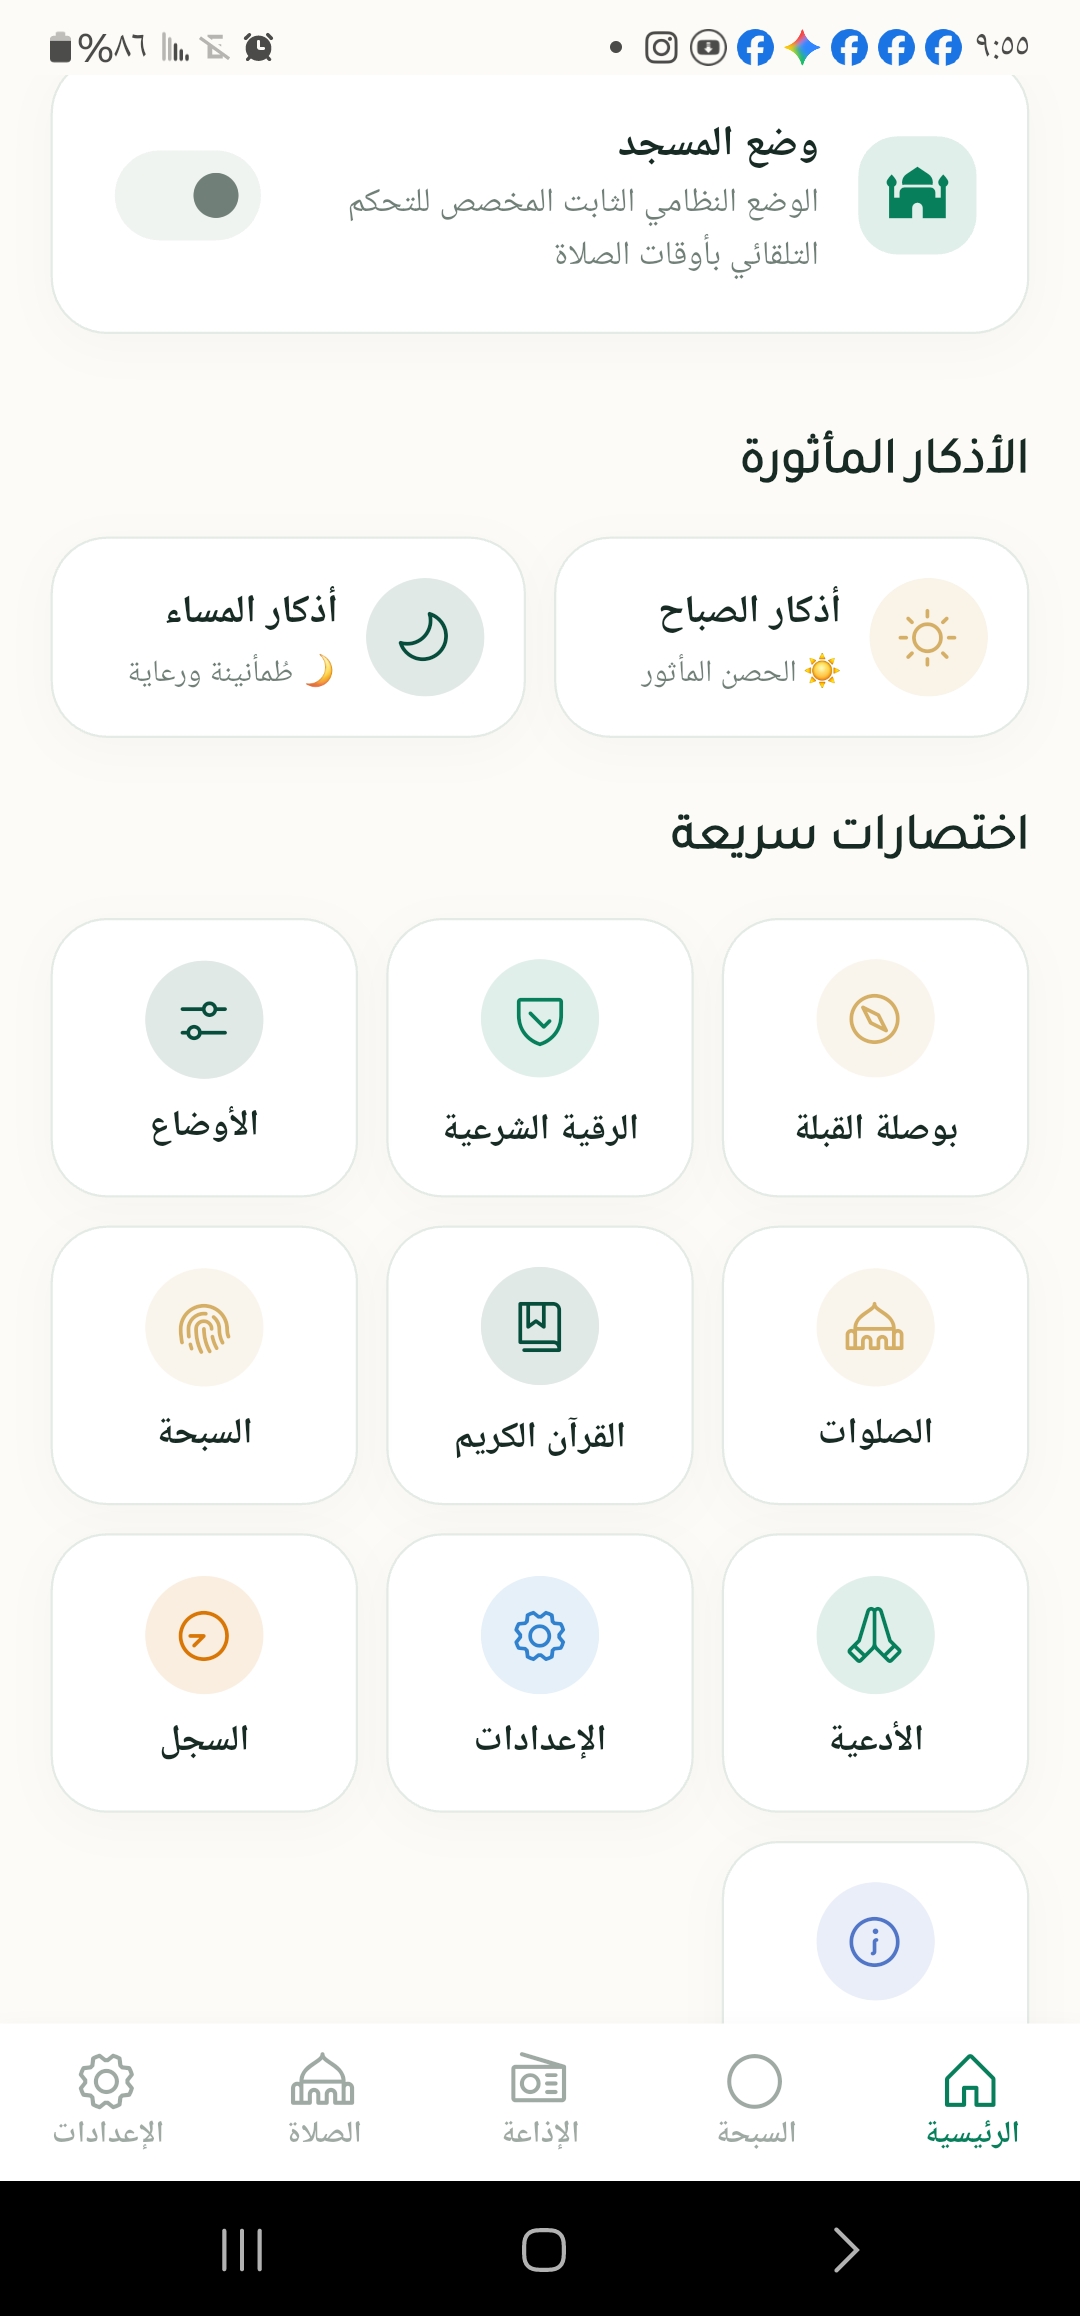 ٩:٥٥
%٨٦
وضع المسجد
الوضع النظامي الثابت المخصص للتحكم
التلقائي بأوقات الصلاة
الأذكار المأثورة
أذكار الصباح
☀️ الحصن المأثور
أذكار المساء
🌙 طُمأنينة ورعاية
اختصارات سريعة
بوصلة القبلة
الرقية الشرعية
الأوضاع
الصلوات
القرآن الكريم
السبحة
الأدعية
الإعدادات
السجل
الرئيسية
السبحة
الإذاعة
الصلاة
الإعدادات